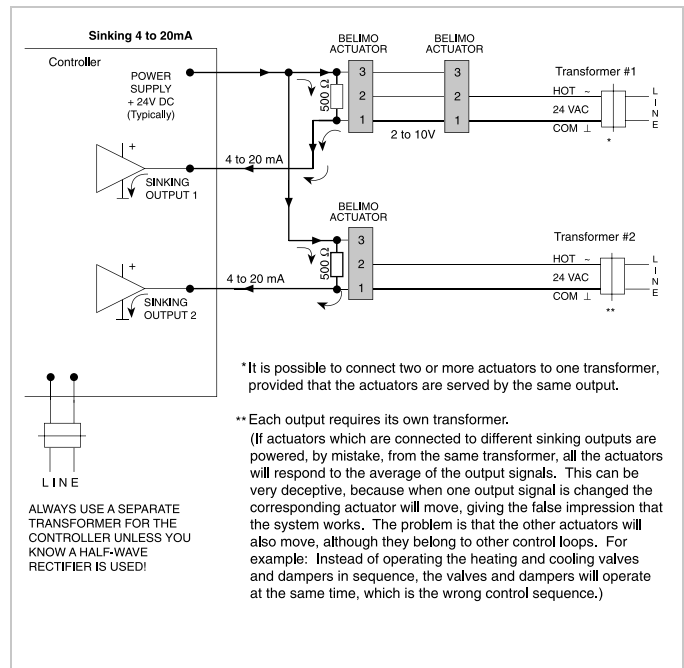 Sinking 4 to 20mA
Controller
POWER
SUPPLY
+ 24V DC
(Typically)
BELIMO
ACTUATOR
BELIMO
ACTUATOR
3
2
1
500 Ω
3
2
1
2 to 10V
Transformer #1
HOT ~
24 VAC
COM ⊥
*
L
I
N
E
+
SINKING
OUTPUT 1
4 to 20 mA
BELIMO
ACTUATOR
3
2
1
500 Ω
Transformer #2
HOT ~
24 VAC
COM ⊥
**
L
I
N
E
+
SINKING
OUTPUT 2
4 to 20 mA
LINE
ALWAYS USE A SEPARATE
TRANSFORMER FOR THE
CONTROLLER UNLESS YOU
KNOW A HALF-WAVE
RECTIFIER IS USED!
*It is possible to connect two or more actuators to one transformer,
provided that the actuators are served by the same output.
** Each output requires its own transformer.
(If actuators which are connected to different sinking outputs are
powered, by mistake, from the same transformer, all the actuators
will respond to the average of the output signals. This can be
very deceptive, because when one output signal is changed the
corresponding actuator will move, giving the false impression that
the system works. The problem is that the other actuators will
also move, although they belong to other control loops. For
example: Instead of operating the heating and cooling valves
and dampers in sequence, the valves and dampers will operate
at the same time, which is the wrong control sequence.)